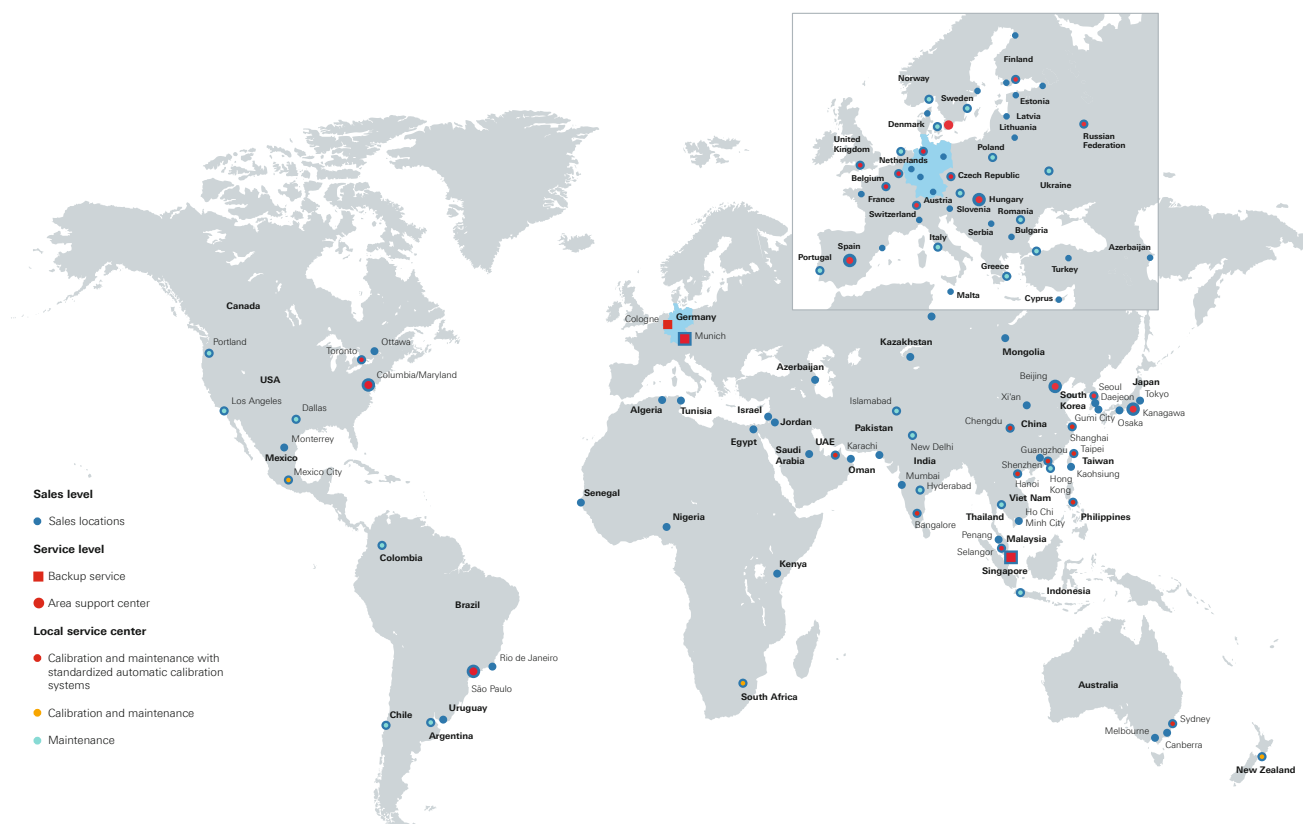 Finland
Norway
Sweden
Estonia
Latvia
Denmark
Lithuania
United
Kingdom
Russian
Federation
Poland
Netherlands
Czech Republic
Belgium
Ukraine
France
Austria
Hungary
Slovenia
Romania
Switzerland
Serbia
Bulgaria
Italy
Spain
Azerbaijan
Portugal
Greece
Turkey
Malta
Cyprus
Canada
Portland
Toronto
Ottawa
USA
Columbia/Maryland
Los Angeles
Dallas
Monterrey
Mexico
Mexico City
Colombia
Brazil
Rio de Janeiro
São Paulo
Uruguay
Chile
Argentina
Cologne
Germany
Munich
Algeria
Tunisia
Israel
Jordan
Egypt
Azerbaijan
Saudi
Arabia
UAE
Oman
Senegal
Nigeria
Kenya
South Africa
Kazakhstan
Mongolia
Islamabad
Pakistan
New Delhi
Karachi
India
Mumbai
Hyderabad
Bangalore
Beijing
Xi'an
Chengdu
China
Seoul
Daejeon
South
Korea
Gumi City
Japan
Tokyo
Kanagawa
Osaka
Shanghai
Taipei
Guangzhou
Taiwan
Shenzhen
Kaohsiung
Hanoi
Hong
Kong
Viet Nam
Thailand
Ho Chi
Minh City
Philippines
Penang
Malaysia
Selangor
Singapore
Indonesia
Australia
Sydney
Melbourne
Canberra
New Zealand
Sales level
Sales locations
Service level
Backup service
Area support center
Local service center
Calibration and maintenance with
standardized automatic calibration
systems
Calibration and maintenance
Maintenance